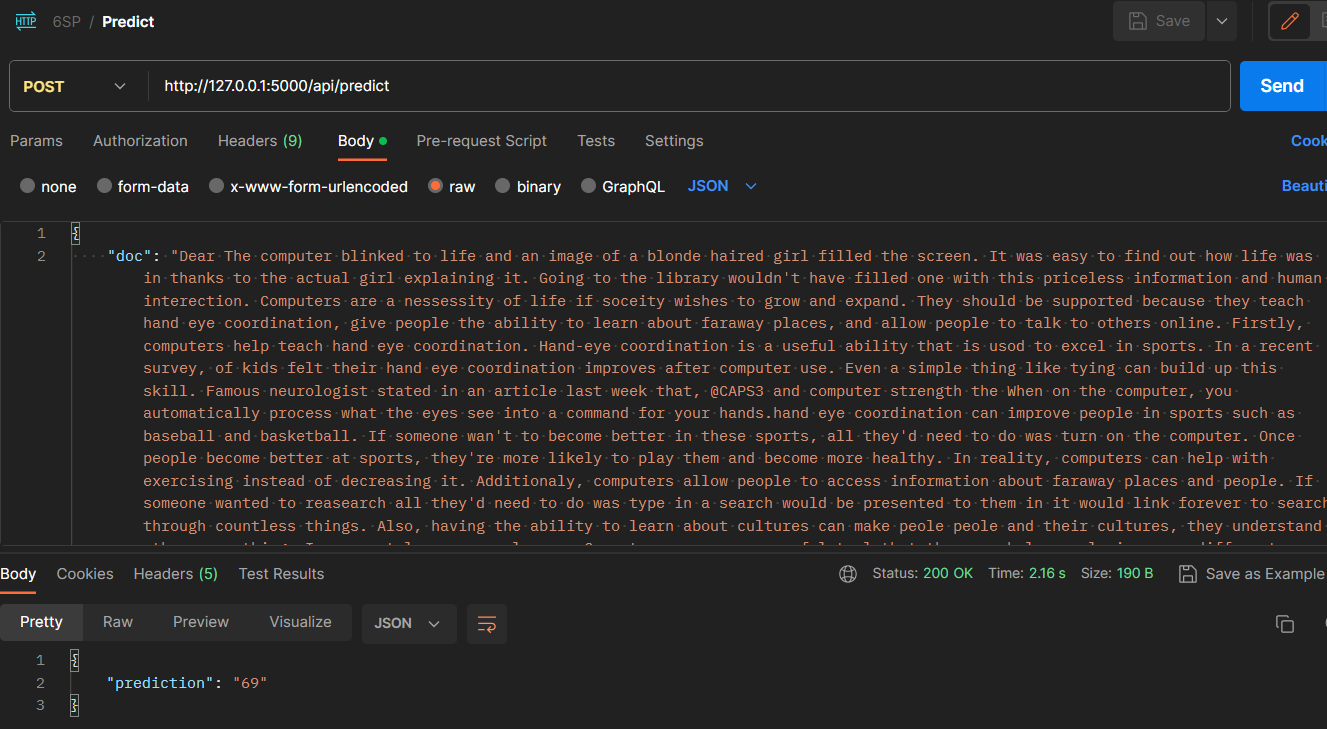 HTTP 6SP / Predict Save
POST http://127.0.0.1:5000/api/predict Send
Params Authorization Headers (9) Body Pre-request Script Tests Settings Cook
none form-data x-www-form-urlencoded raw binary GraphQL JSON Beauti
1 {
2 "doc": "Dear The computer blinked to life and an image of a blonde haired girl filled the screen. It was easy to find out how life was
in thanks to the actual girl explaining it. Going to the library wouldn't have filled one with this priceless information and human
interection. Computers are a nessessity of life if soceity wishes to grow and expand. They should be supported because they teach
hand eye coordination, give people the ability to learn about faraway places, and allow people to talk to others online. Firstly,
computers help teach hand eye coordination. Hand-eye coordination is a useful ability that is usod to excel in sports. In a recent
survey, of kids felt their hand eye coordination improves after computer use. Even a simple thing like tying can build up this
skill. Famous neurologist stated in an article last week that, @CAPS3 and computer strength the When on the computer, you
automatically process what the eyes see into a command for your hands.hand eye coordination can improve people in sports such as
baseball and basketball. If someone wan't to become better in these sports, all they'd need to do was turn on the computer. Once
people become better at sports, they're more likely to play them and become more healthy. In reality, computers can help with
exercising instead of decreasing it. Additionaly, computers allow people to access information about faraway places and people. If
someone wanted to reasearch all they'd need to do was type in a search would be presented to them in it would link forever to search
through countless things. Also, having the ability to learn about cultures can make peole peole and their cultures, they understand
Body Cookies Headers (5) Test Results Status: 200 OK Time: 2.16 s Size: 190 B Save as Example
Pretty Raw Preview Visualize JSON
1 {
2 "prediction": "69"
3 }